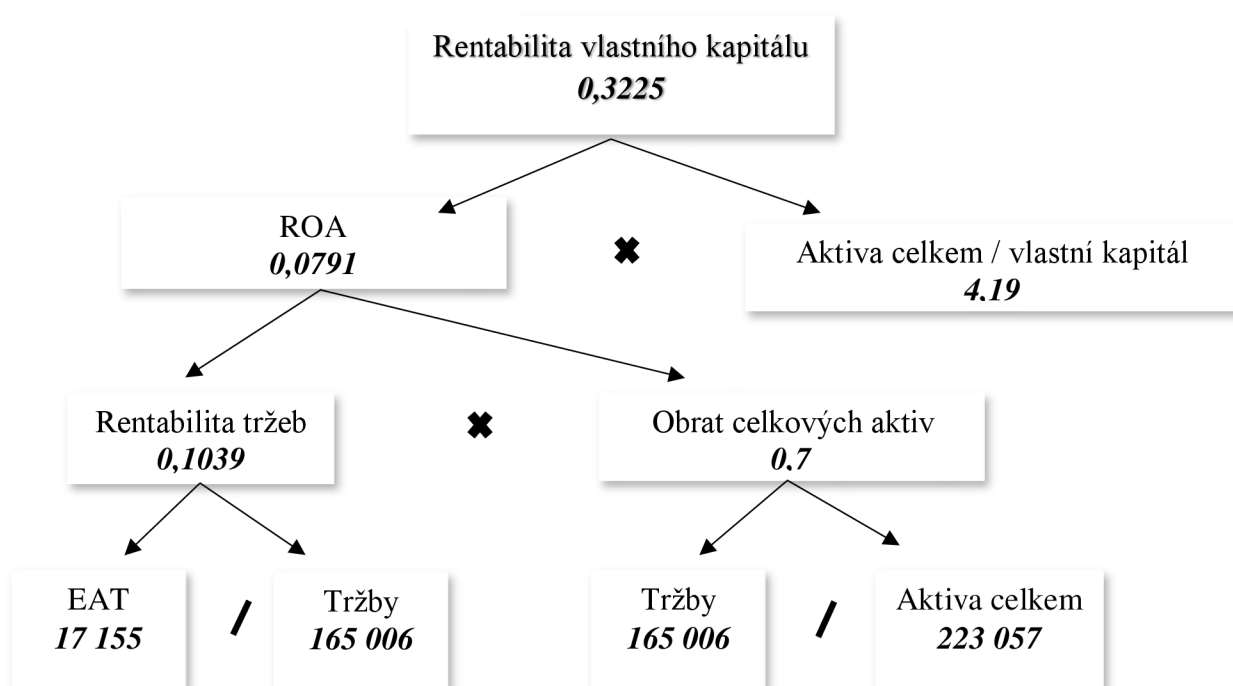 Rentabilita vlastního kapitálu
0,3225
ROA
0,0791
✖
Aktiva celkem / vlastní kapitál
4,19
Rentabilita tržeb
0,1039
✖
Obrat celkových aktiv
0,7
EAT
17 155
/
Tržby
165 006
Tržby
165 006
/
Aktiva celkem
223 057